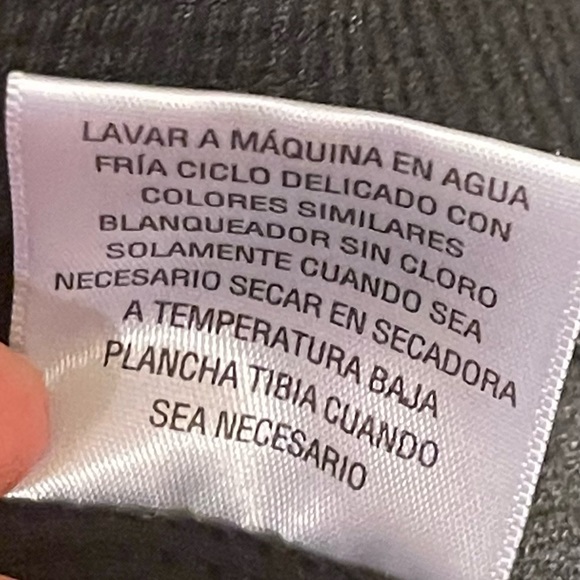 LAVAR A MÁQUINA EN AGUA
FRÍA CICLO DELICADO CON
COLORES SIMILARES
BLANQUEADOR SIN CLORO
SOLAMENTE CUANDO SEA
NECESARIO SECAR EN SECADORA
A TEMPERATURA BAJA
PLANCHA TIBIA CUANDO
SEA NECESARIO